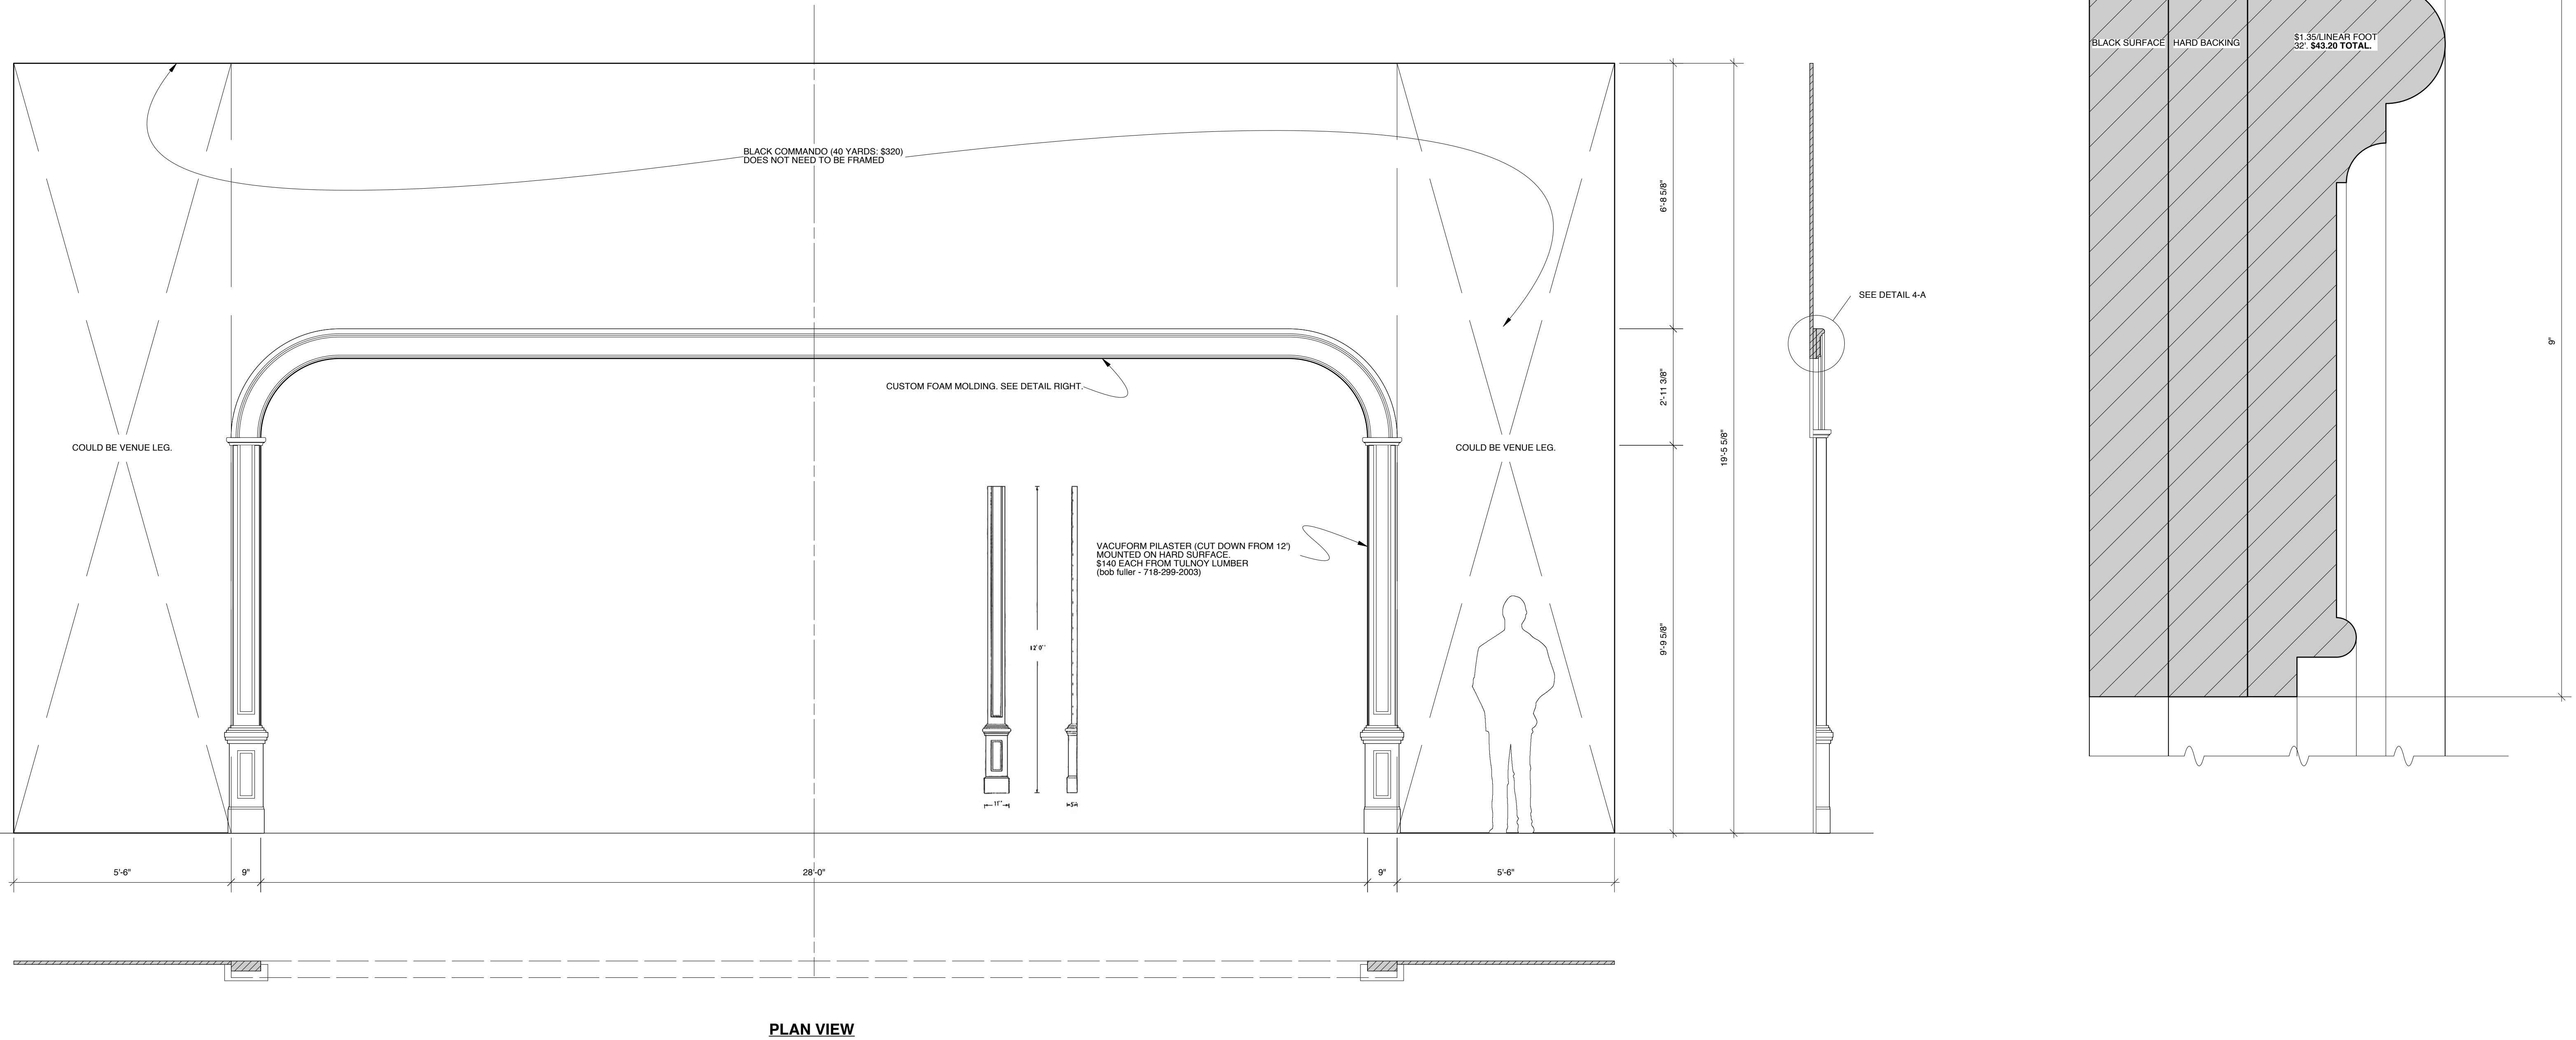 BLACK SURFACE
HARD BACKING
$1.35/LINEAR FOOT
32'. $43.20 TOTAL.
BLACK COMMANDO (40 YARDS: $320)
DOES NOT NEED TO BE FRAMED
6'-8 5/8"
SEE DETAIL 4-A
9"
CUSTOM FOAM MOLDING. SEE DETAIL RIGHT.
2'-11 3/8"
COULD BE VENUE LEG.
COULD BE VENUE LEG.
19'-5 5/8"
VACUFORM PILASTER (CUT DOWN FROM 12')
MOUNTED ON HARD SURFACE.
$140 EACH FROM TULNOY LUMBER
(bob fuller - 718-299-2003)
9'-9 5/8"
12' 0"
11"
5"
5'-6"
9"
28'-0"
9"
5'-6"
PLAN VIEW